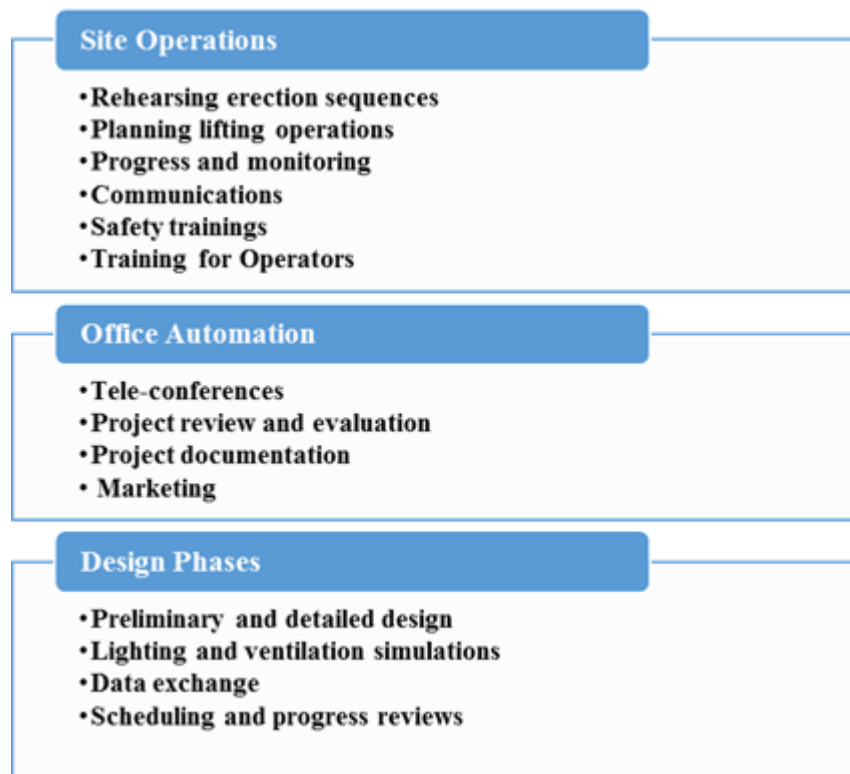 Site Operations
•Rehearsing erection sequences
•Planning lifting operations
•Progress and monitoring
•Communications
•Safety trainings
•Training for Operators
Office Automation
•Tele-conferences
•Project review and evaluation
•Project documentation
• Marketing
Design Phases
•Preliminary and detailed design
•Lighting and ventilation simulations
•Data exchange
•Scheduling and progress reviews